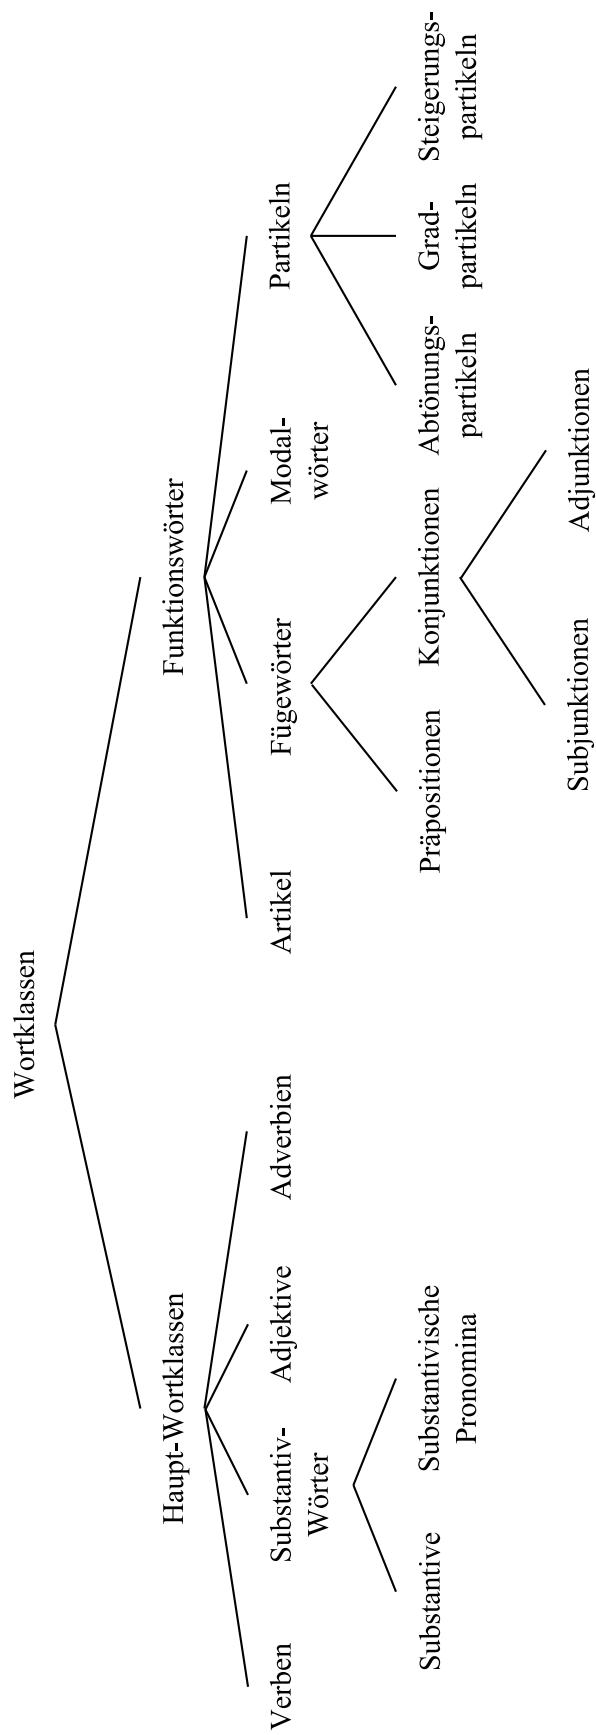 Wortklassen
Haupt-Wortklassen
Funktionswörter
Verben
Substantiv-
Wörter
Adjektive
Adverbien
Artikel
Fügewörter
Modal-
wörter
Partikeln
Substantive
Substantivische
Pronomina
Präpositionen
Konjunktionen
Abtönungs-
partikeln
Grad-
partikeln
Steigerungs-
partikeln
Subjunktionen
Adjunktionen